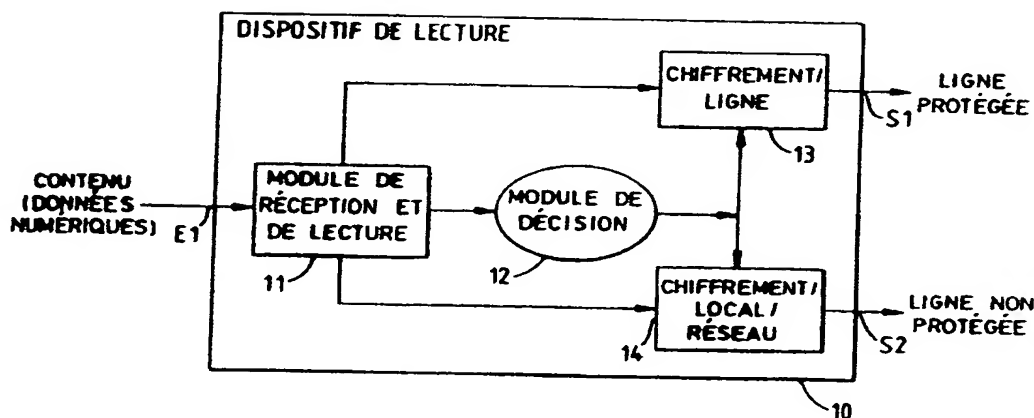 DISPOSITIF DE LECTURE
CHIFFREMENT/
LIGNE
13
S1
LIGNE
PROTÉGÉE
CONTENU
(DONNÉES
NUMÉRIQUES)
E1
MODULE DE
RÉCEPTION ET
DE LECTURE
11
MODULE DE
DÉCISION
12
CHIFFREMENT/
LOCAL/
RÉSEAU
14
S2
LIGNE NON
PROTÉGÉE
10